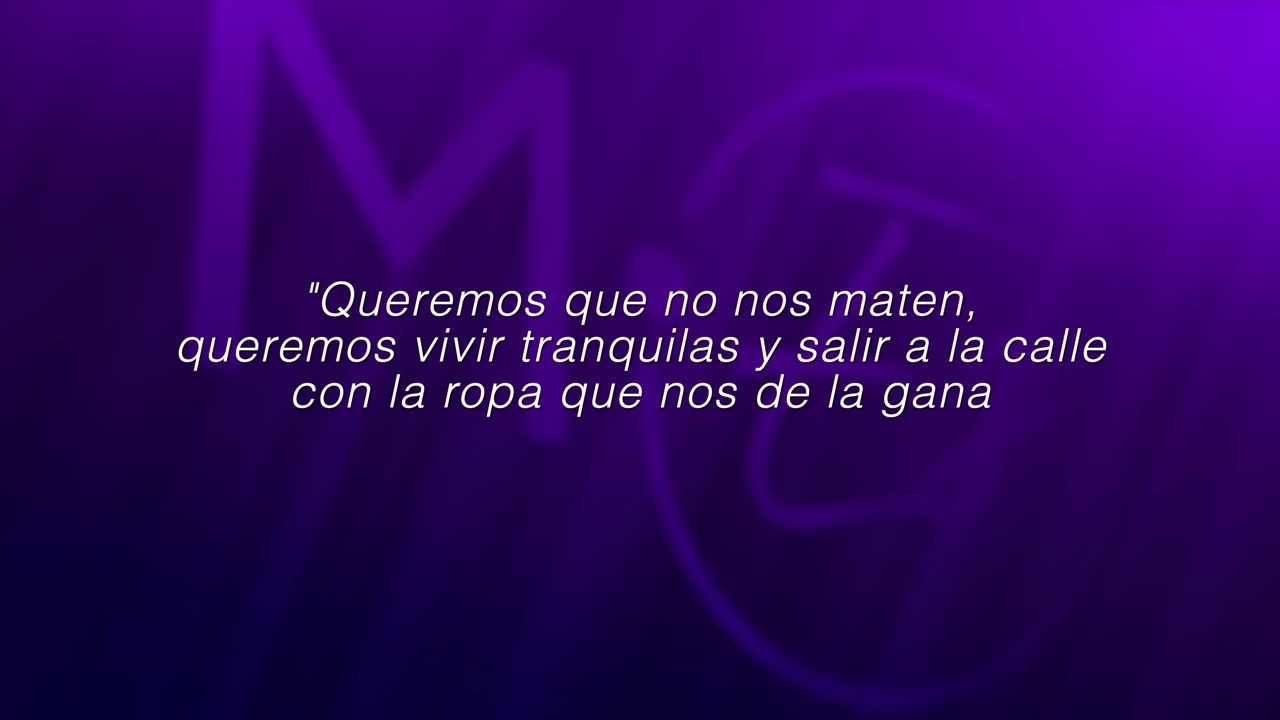 "Queremos que no nos maten,
queremos vivir tranquilas y salir a la calle
con la ropa que nos de la gana